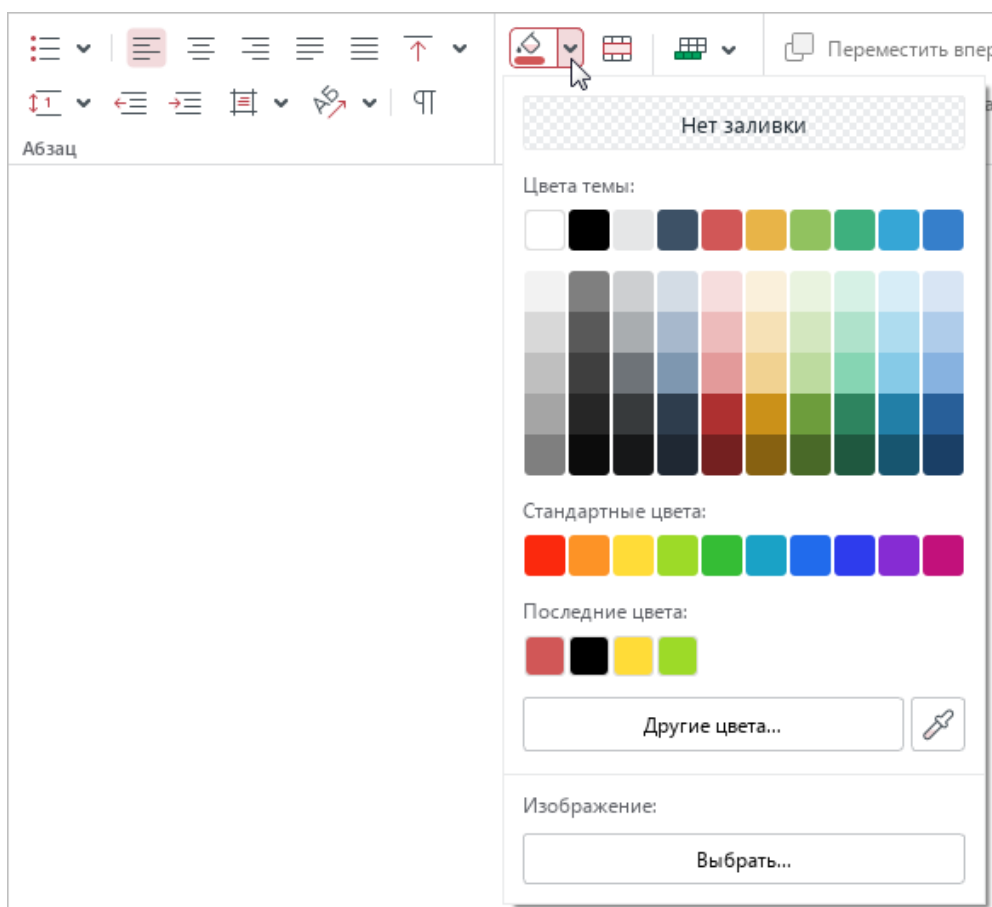 Переместить впер
Абзац
Нет заливки
Цвета темы:
Стандартные цвета:
Последние цвета:
Другие цвета...
Изображение:
Выбрать...